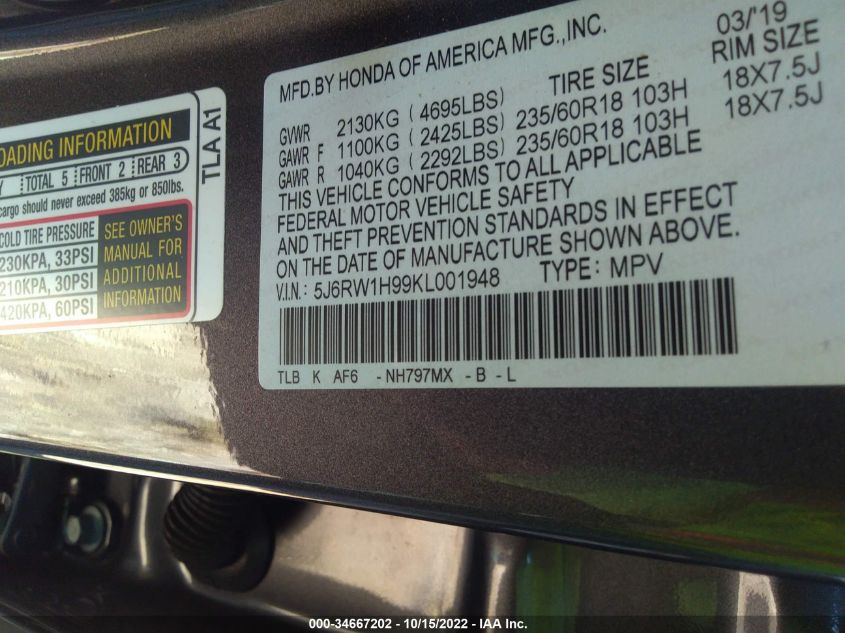 OADING INFORMATION
Y TOTAL 5 FRONT 2 REAR 3
cargo should never exceed 385kg or 850lbs.
COLD TIRE PRESSURE
230KPA, 33PSI
210KPA, 30PSI
420KPA, 60PSI
SEE OWNER'S
MANUAL FOR
ADDITIONAL
INFORMATION
TLA A1
MFD.BY HONDA OF AMERICA MFG.,INC. 03/'19
TIRE SIZE RIM SIZE
GVWR 2130KG ( 4695LBS)
GAWR F 1100KG ( 2425LBS) 235/60R18 103H 18X7.5J
GAWR R 1040KG ( 2292LBS) 235/60R18 103H 18X7.5J
THIS VEHICLE CONFORMS TO ALL APPLICABLE
FEDERAL MOTOR VEHICLE SAFETY
AND THEFT PREVENTION STANDARDS IN EFFECT
ON THE DATE OF MANUFACTURE SHOWN ABOVE.
V.I.N.: 5J6RW1H99KL001948 TYPE: MPV
TLB K AF6 - NH797MX - B - L
000-34667202 - 10/15/2022 - IAA Inc.